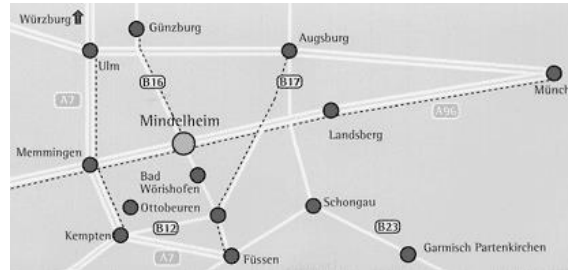 Würzburg
Günzburg
Augsburg
Ulm
B16
B17
Münch
A7
Mindelheim
A96
Landsberg
Memmingen
Bad
Wörishofen
Ottobeuren
Schongau
B12
B23
Kempten
Garmisch Partenkirchen
A7
Füssen